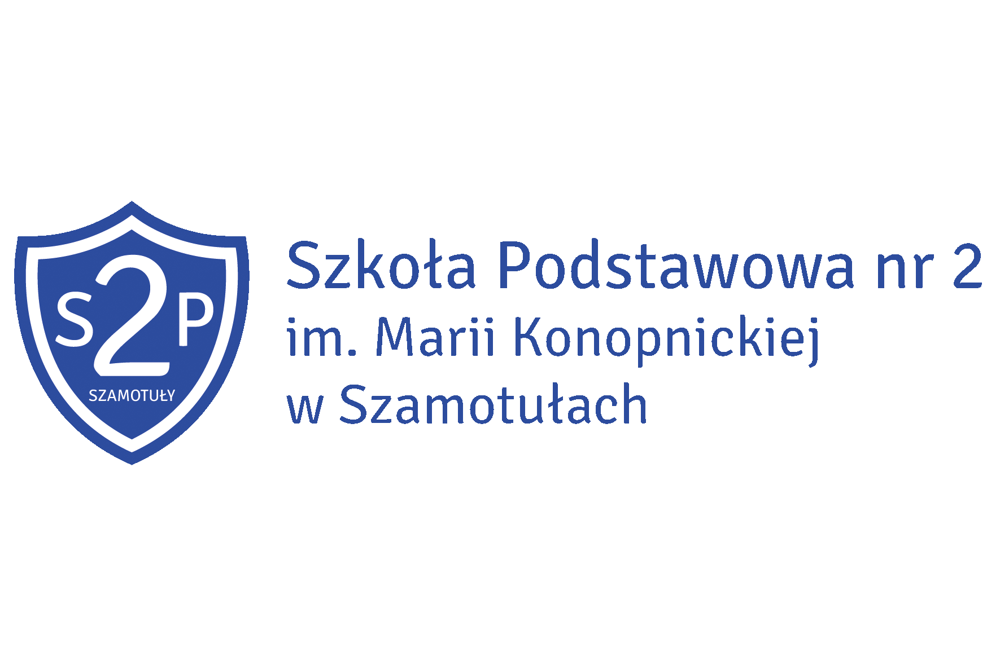 S2P
SZAMOTUŁY
Szkoła Podstawowa nr 2
im. Marii Konopnickiej
w Szamotułach